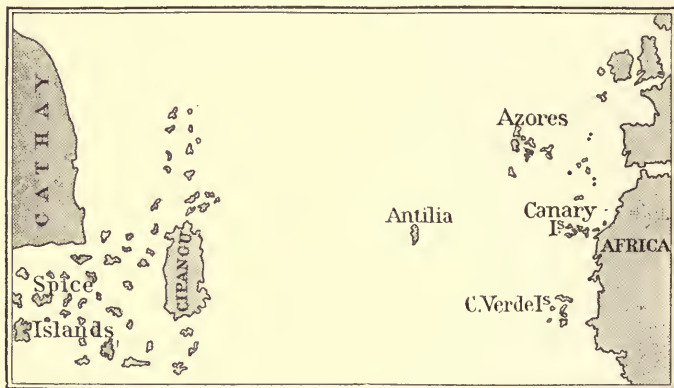 CATHAY
Azores
Antilia
Canary
Is.
AFRICA
Spice
CIPANGU
C.Verde Is.
Islands